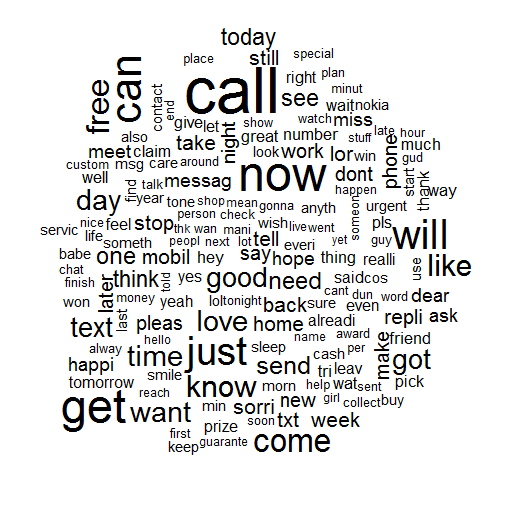 today
place still special
call
can
free
contact
end
right plan
minut
see wait nokia
watch miss
give let
show
night
great number stuff late hour
also
take
look work lor win
phone
much
meet claim
around
now
gud
start
thank
custom msg care
dont
well find talk messag
happen
way
year
day
tone shop mean gonna anyth
someon
urgent
person check
nice feel stop
wish live went
pls
will
servic
life
thk wan mani
tell
yet guy
someth
peopl next lot
everi
one mobil hey say hope thing realli
babe
use
like
chat
think told yes good need said cos
finish
later
cant dun word dear
won
last
money yeah lol tonight back sure even
text pleas love home alreadi repli ask
hello
name award
make
friend
alway
time just sleep cash per
got
happi
send tri leav
tomorrow smile
know morn help wat sent pick
reach
get want min sorri new girl collect buy
prize soon txt week
first
guarante
keep
come